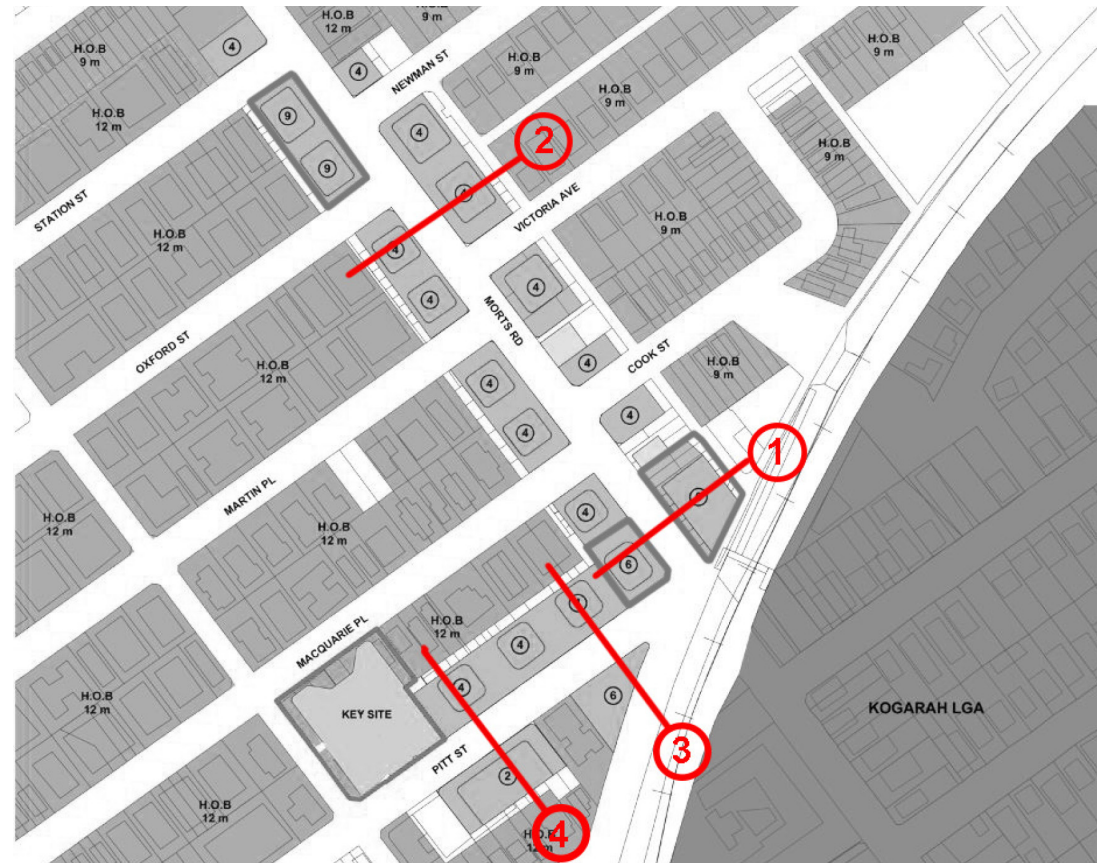 H.O.B
12 m
H.O.B
9 m
H.O.B
9 m
4
NEWMAN ST
4
H.O.B
9 m
H.O.B
9 m
H.O.B
12 m
9
4
H.O.B
9 m
2
H.O.B
9 m
9
4
STATION ST
VICTORIA AVE
H.O.B
9 m
H.O.B
12 m
4
4
4
MORTS RD
OXFORD ST
COOK ST
4
H.O.B
9 m
H.O.B
12 m
4
4
4
1
MARTIN PL
H.O.B
12 m
H.O.B
12 m
4
6
H.O.B
12 m
4
4
MACQUARIE PL
4
6
KOGARAH LGA
H.O.B
12 m
KEY SITE
PITT ST
3
2
H.O.B
12 m
4
H.O.B
12 m